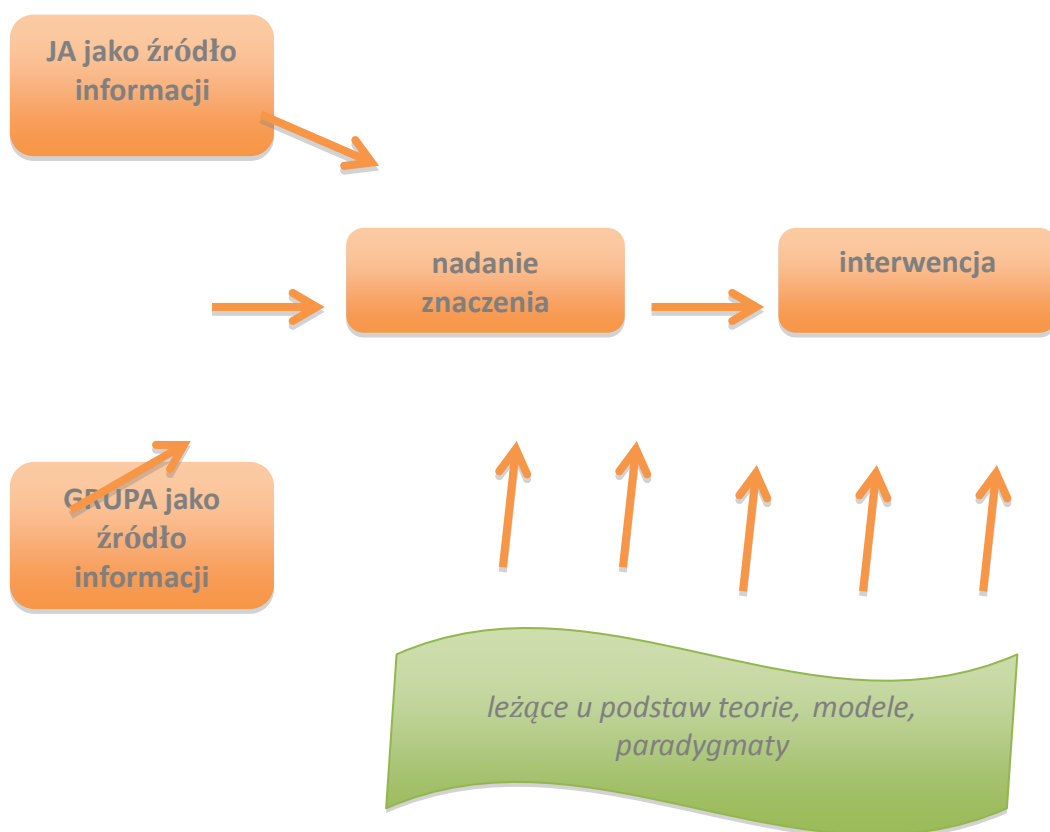 JA jako źródło
informacji
nadanie
znaczenia
interwencja
GRUPA jako
źródło
informacji
leżące u podstaw teorie, modele,
paradygmaty